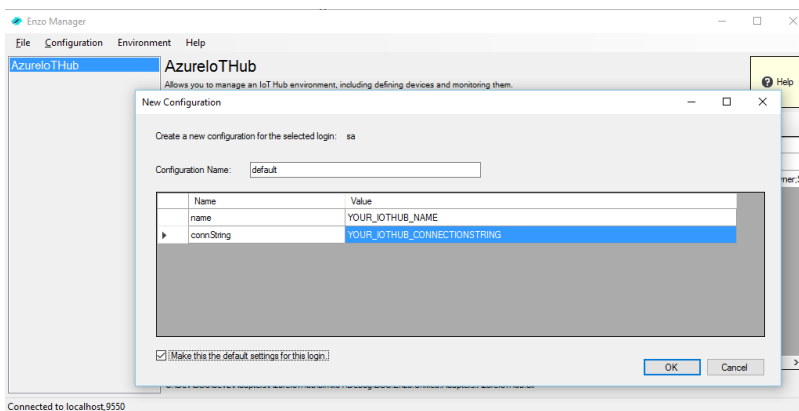 Enzo Manager
File Configuration Environment Help
AzureIoTHub
AzureIoTHub
Allows you to manage an IoT Hub environment, including defining devices and monitoring them.
Help
New Configuration
Create a new configuration for the selected login: sa
Configuration Name: default
Name Value
name YOUR_IOTHUB_NAME
connString YOUR_IOTHUB_CONNECTIONSTRING
Make this the default settings for this login.
OK Cancel
Connected to localhost,9550